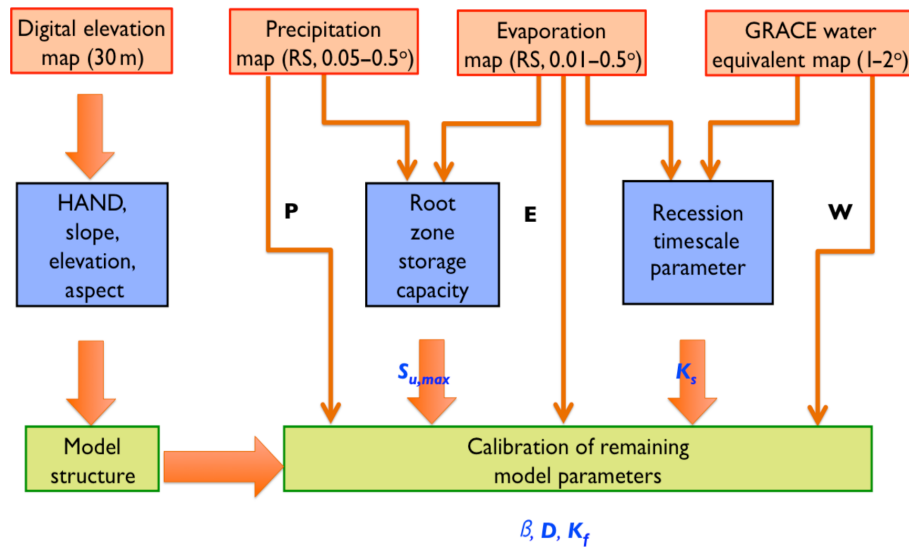 Digital elevation
map (30 m)
Precipitation
map (RS, 0.05–0.5°)
Evaporation
map (RS, 0.01–0.5°)
GRACE water
equivalent map (1–2°)
HAND,
slope,
elevation,
aspect
P
Root
zone
storage
capacity
E
Recession
timescale
parameter
W
Su,max
Ks
Model
structure
Calibration of remaining
model parameters
β, D, Kf